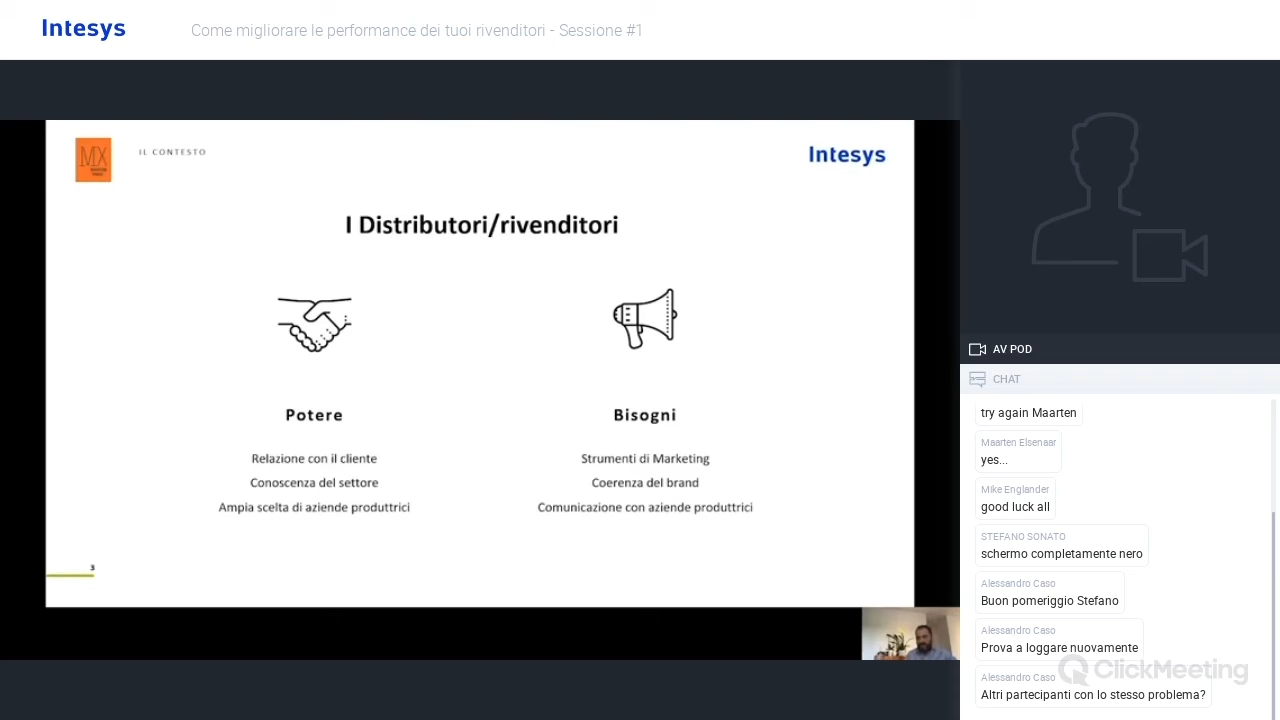 Intesys
Come migliorare le performance dei tuoi rivenditori - Sessione #1
MX
IL CONTESTO
Intesys
I Distributori/rivenditori
Potere
Relazione con il cliente
Conoscenza del settore
Ampia scelta di aziende produttrici
Bisogni
Strumenti di Marketing
Coerenza del brand
Comunicazione con aziende produttrici
3
AV POD
CHAT
try again Maarten
Maarten Elsenaar
yes...
Mike Englander
good luck all
STEFANO SONATO
schermo completamente nero
Alessandro Caso
Buon pomeriggio Stefano
Alessandro Caso
Prova a loggare nuovamente
Alessandro Caso
Altri partecipanti con lo stesso problema?
ClickMeeting